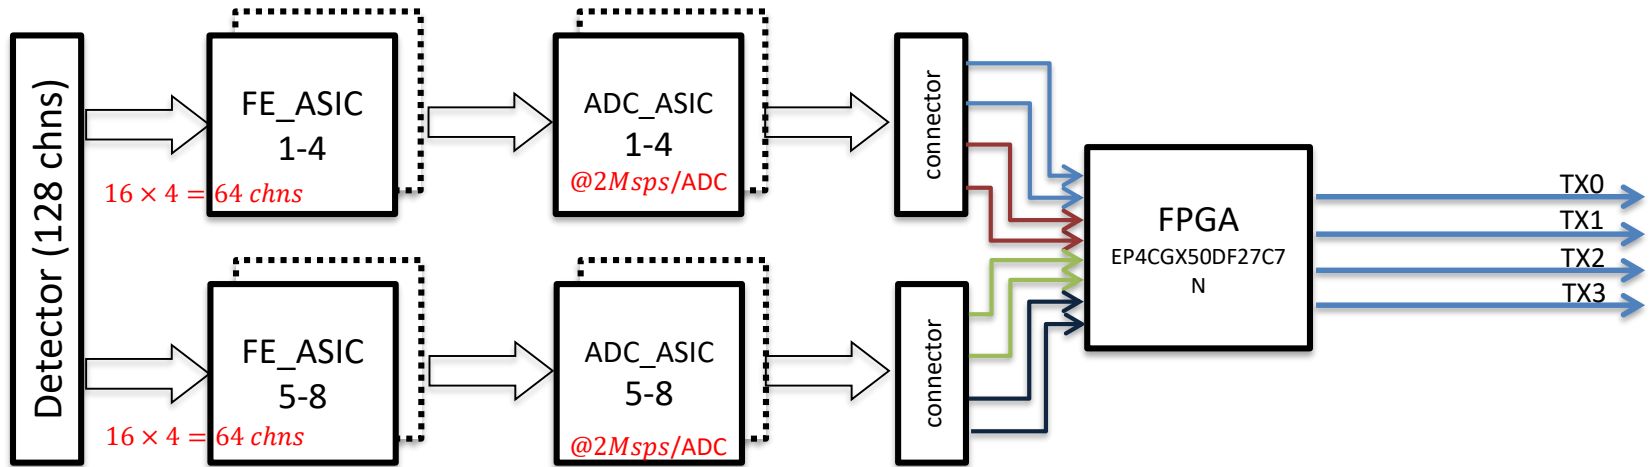 Detector (128 chns)
FE_ASIC
1-4
16 × 4 = 64 chns
ADC_ASIC
1-4
@2Msps/ADC
connector
FE_ASIC
5-8
16 × 4 = 64 chns
ADC_ASIC
5-8
@2Msps/ADC
connector
FPGA
EP4CGX50DF27C7
N
TX0
TX1
TX2
TX3